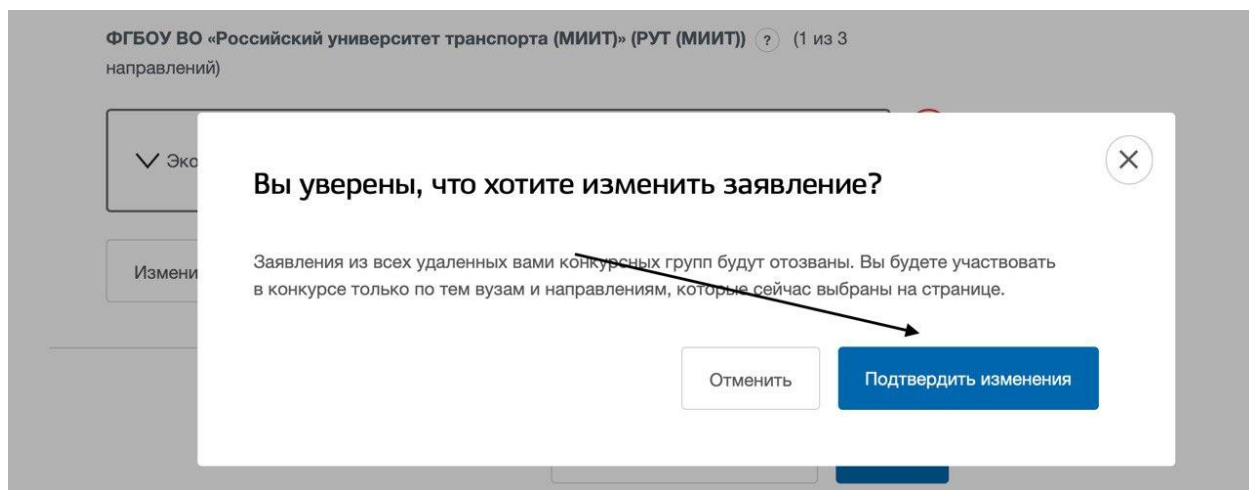 ФГБОУ ВО «Российский университет транспорта (МИИТ)» (РУТ (МИИТ)) ? (1 из 3
направлений)
Эко
Вы уверены, что хотите изменить заявление?
Заявления из всех удаленных вами конкурсных групп будут отозваны. Вы будете участвовать
Измени
в конкурсе только по тем вузам и направлениям, которые сейчас выбраны на странице.
Отменить
Подтвердить изменения